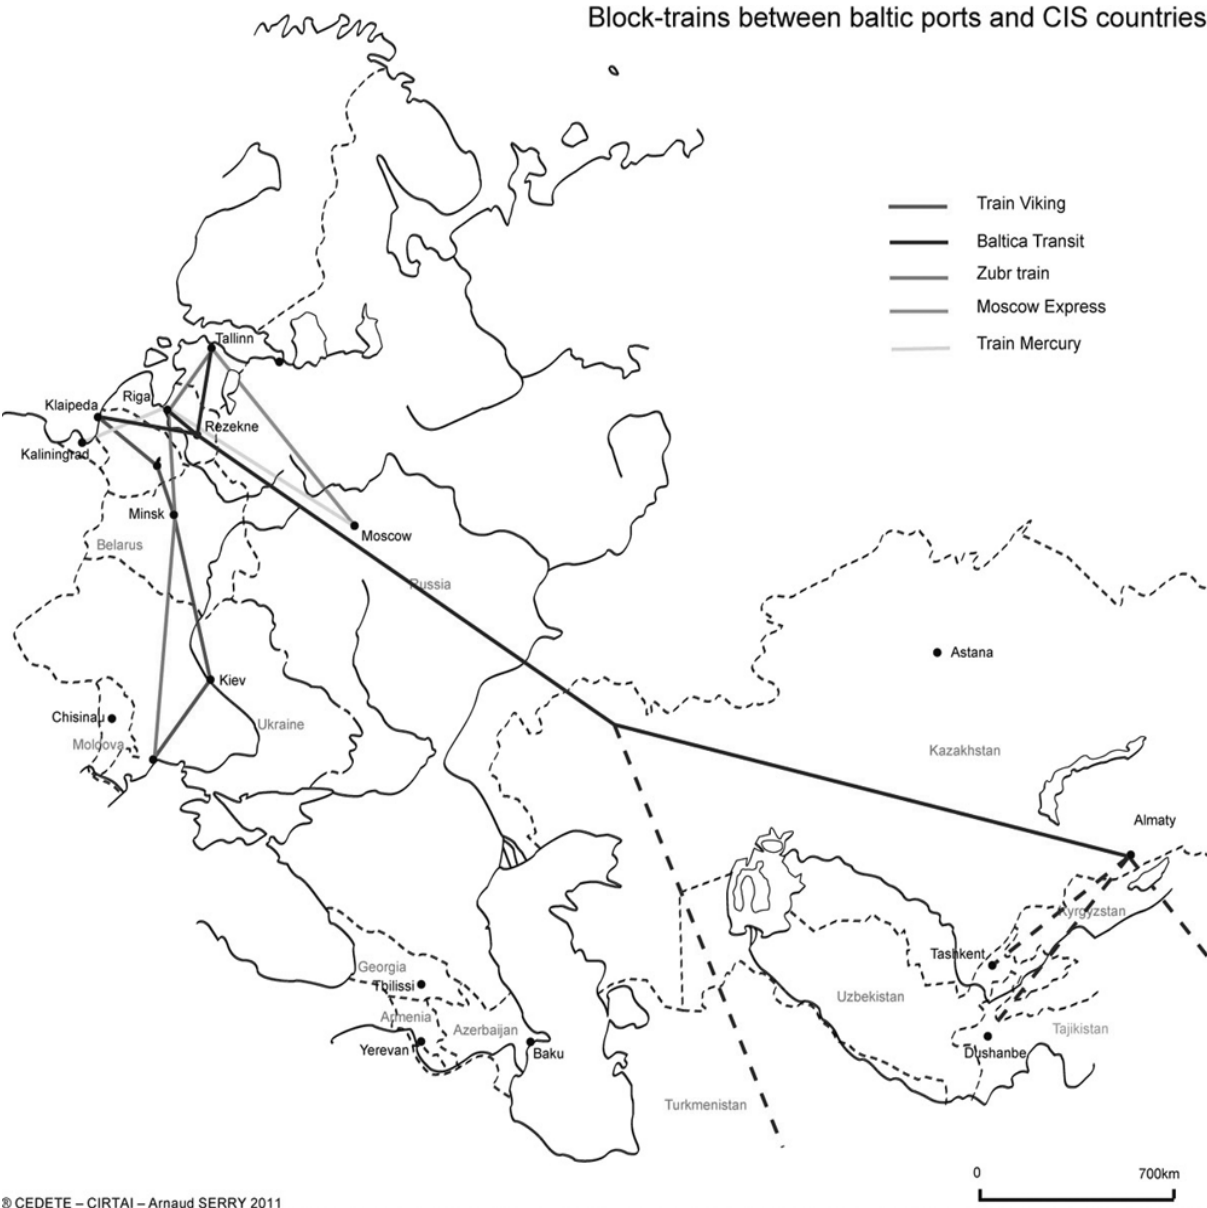 Block-trains between baltic ports and CIS countries
Train Viking
Baltica Transit
Zubr train
Moscow Express
Train Mercury
Tallinn
Riga
Klaipeda
Rezekne
Kaliningrad
Minsk
Moscow
Belarus
Russia
Astana
Kiev
Chisinau
Ukraine
Moldova
Kazakhstan
Almaty
Kyrgyzstan
Tashkent
Georgia
Tbilissi
Uzbekistan
Armenia
Azerbaijan
Tajikistan
Yerevan
Baku
Dushanbe
Turkmenistan
0 700km
® CEDETE – CIRTAI – Arnaud SERRY 2011